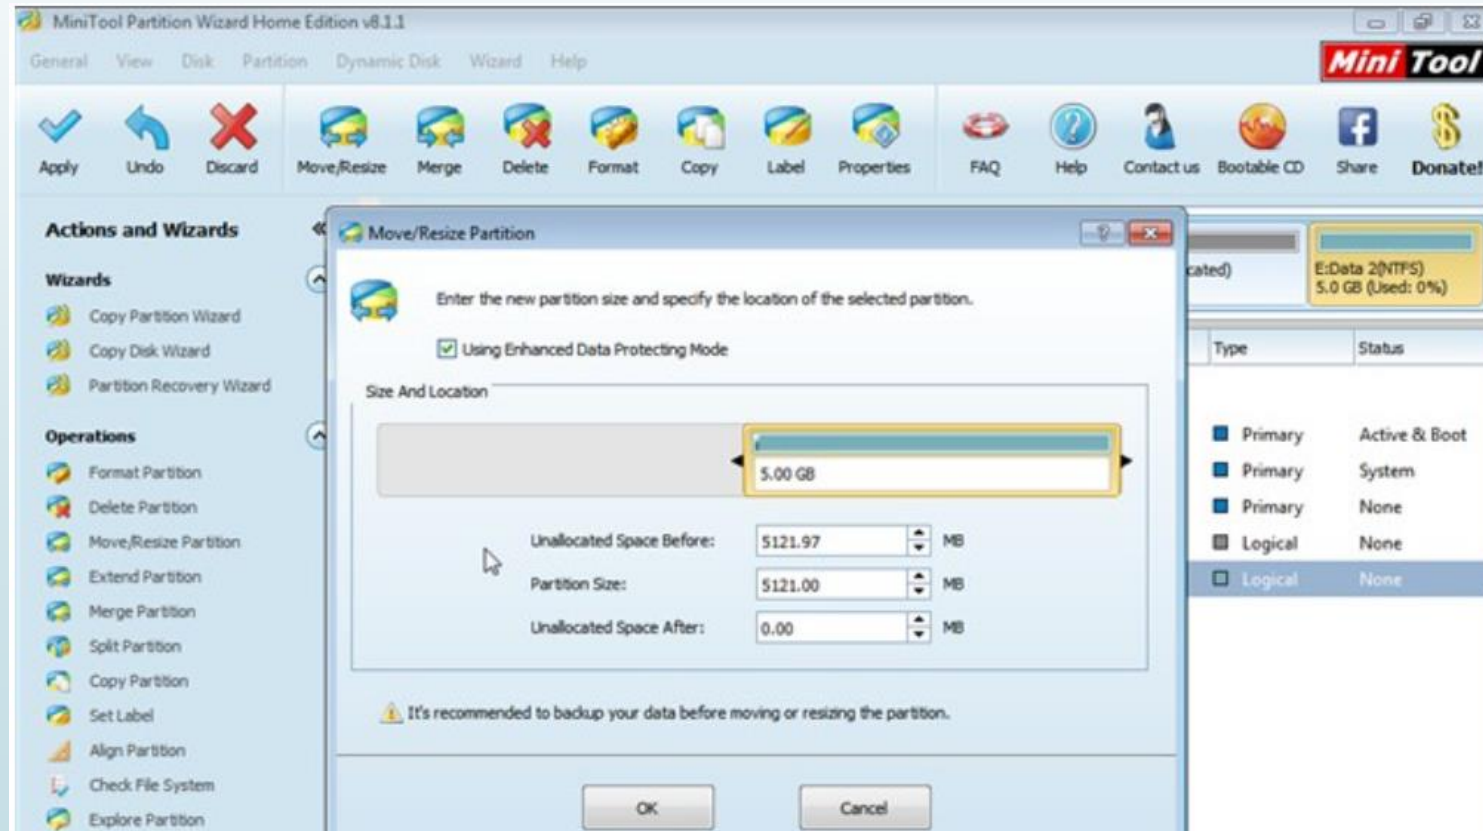 MiniTool Partition Wizard Home Edition v8.1.1
General View Disk Partition Dynamic Disk Wizard Help
Mini Tool
Apply Undo Discard Move/Resize Merge Delete Format Copy Label Properties FAQ Help Contact us Bootable CD Share Donate!
Actions and Wizards
Wizards
Copy Partition Wizard
Copy Disk Wizard
Partition Recovery Wizard
Operations
Format Partition
Delete Partition
Move/Resize Partition
Extend Partition
Merge Partition
Split Partition
Copy Partition
Set Label
Align Partition
Check File System
Explore Partition
Move/Resize Partition
Enter the new partition size and specify the location of the selected partition.
Using Enhanced Data Protecting Mode
Size And Location
5.00 GB
Unallocated Space Before: 5121.97 MB
Partition Size: 5121.00 MB
Unallocated Space After: 0.00 MB
It's recommended to backup your data before moving or resizing the partition.
OK Cancel
cated) E:Data 2(NTFS)
5.0 GB (Used: 0%)
Type Status
Primary Active & Boot
Primary System
Primary None
Logical None
Logical None